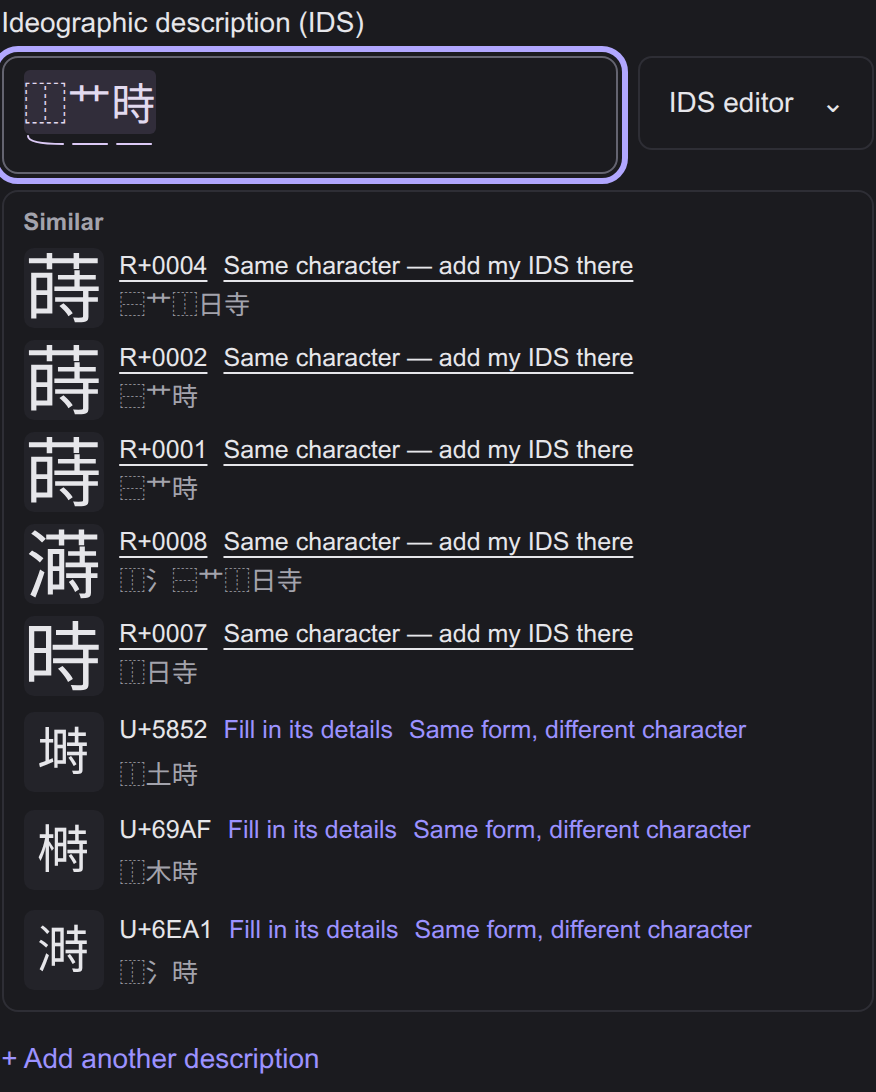 Ideographic description (IDS)
⿰艹時
IDS editor
Similar
蒔 R+0004 Same character — add my IDS there
⿱艹⿰日寺
蒔 R+0002 Same character — add my IDS there
⿱艹時
蒔 R+0001 Same character — add my IDS there
⿱艹時
R+0008 Same character — add my IDS there
⿰氵⿱艹⿰日寺
時 R+0007 Same character — add my IDS there
⿰日寺
塒 U+5852 Fill in its details Same form, different character
⿰土時
榯 U+69AF Fill in its details Same form, different character
⿰木時
溡 U+6EA1 Fill in its details Same form, different character
⿰氵時
+ Add another description